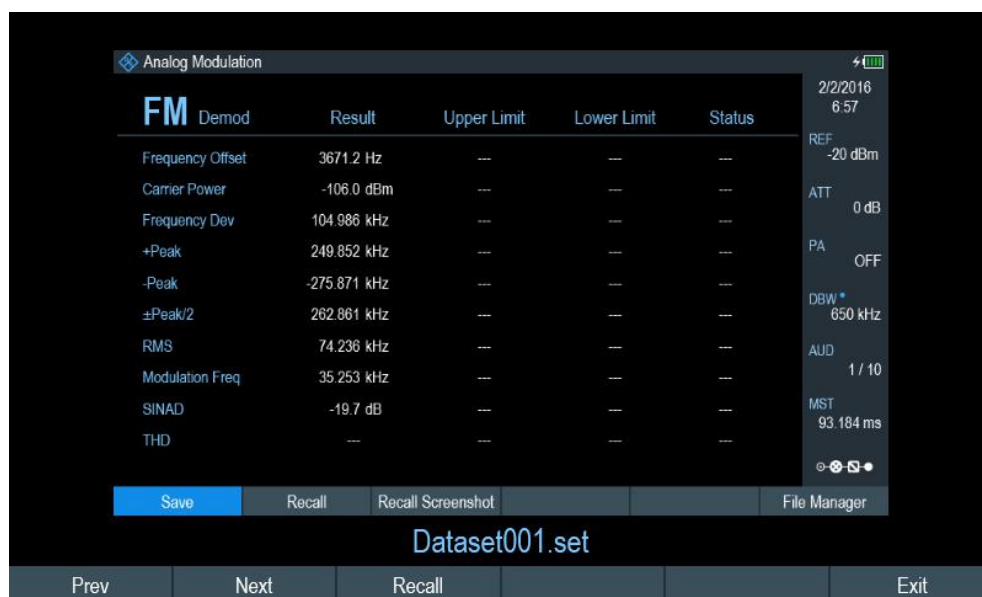 Analog Modulation
2/2/2016
6:57
FM Demod Result Upper Limit Lower Limit Status
Frequency Offset 3671.2 Hz --- --- ---
Carrier Power -106.0 dBm --- --- ---
Frequency Dev 104.986 kHz --- --- ---
+Peak 249.852 kHz --- --- ---
-Peak -275.871 kHz --- --- ---
±Peak/2 262.861 kHz --- --- ---
RMS 74.236 kHz --- --- ---
Modulation Freq 35.253 kHz --- --- ---
SINAD -19.7 dB --- --- ---
THD --- --- --- ---
REF
-20 dBm
ATT
0 dB
PA
OFF
DBW
650 kHz
AUD
1 / 10
MST
93.184 ms
Save Recall Recall Screenshot File Manager
Dataset001.set
Prev Next Recall Exit